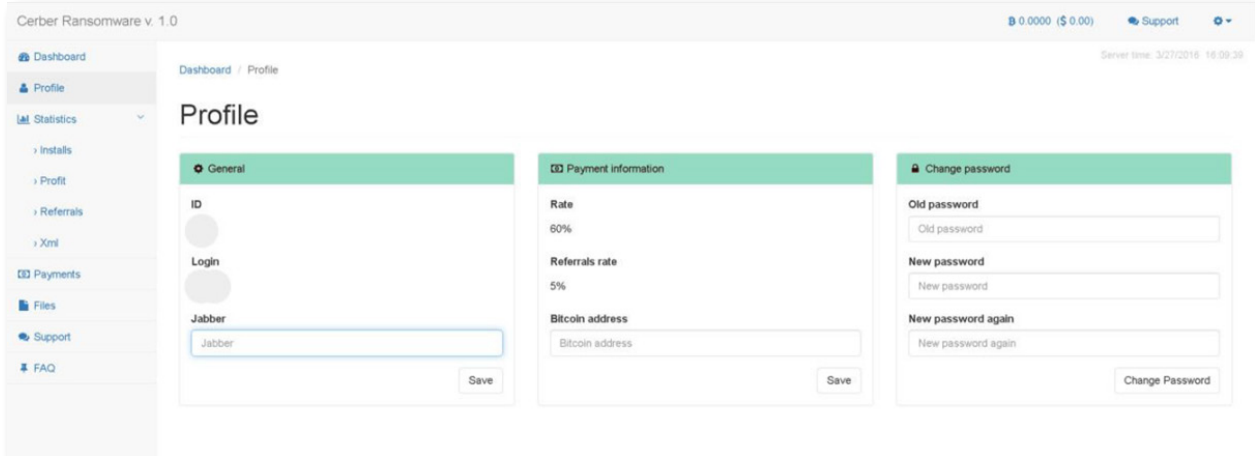 Cerber Ransomware v. 1.0
฿ 0.0000 ($ 0.00)
Support
Server time: 3/27/2016 16:09:39
Dashboard
Profile
Statistics
› Installs
› Profit
› Referrals
› Xml
Payments
Files
Support
FAQ
Dashboard / Profile
Profile
General
ID
Login
Jabber
Jabber
Save
Payment information
Rate
60%
Referrals rate
5%
Bitcoin address
Bitcoin address
Save
Change password
Old password
Old password
New password
New password
New password again
New password again
Change Password